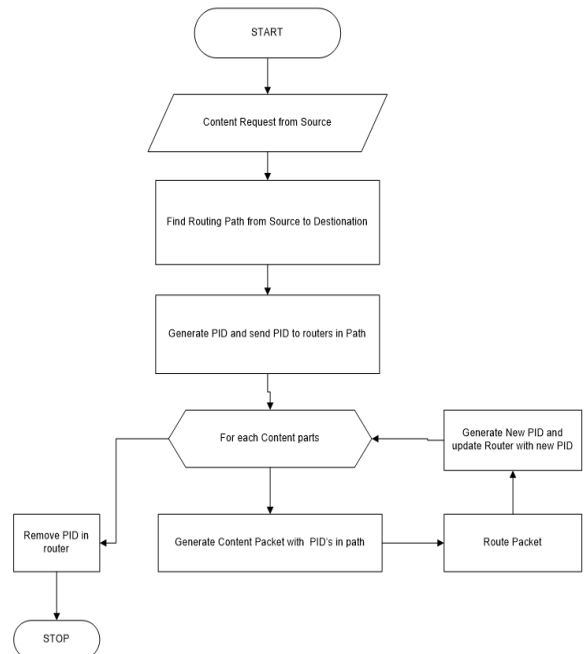 START
Content Request from Source
Find Routing Path from Source to Destionation
Generate PID and send PID to routers in Path
For each Content parts
Generate New PID and
update Router with new PID
Remove PID in
router
Generate Content Packet with PID's in path
Route Packet
STOP